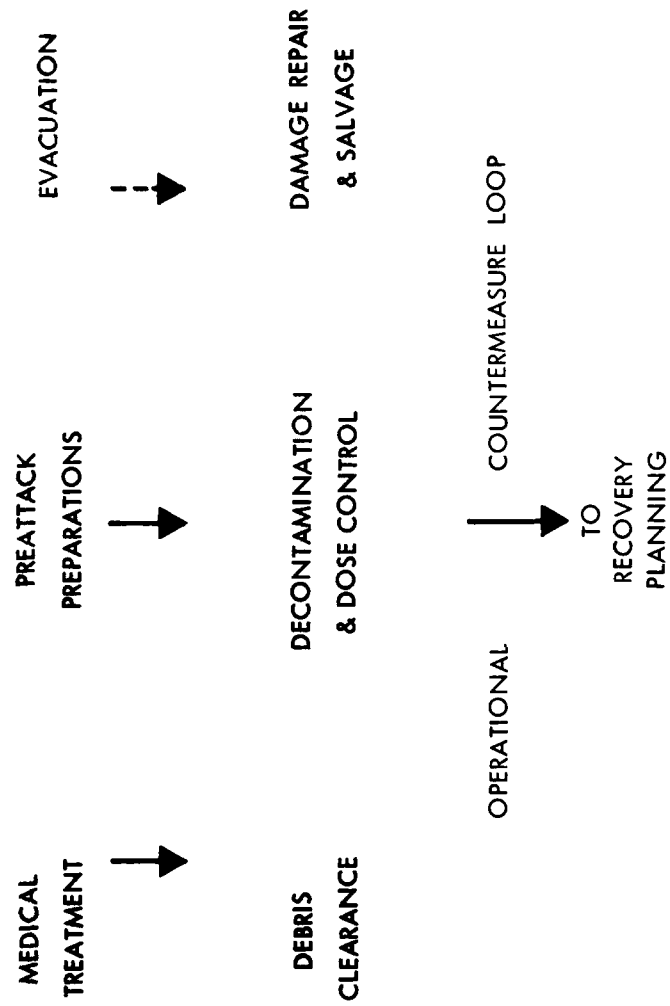 MEDICAL
TREATMENT
PREATTACK
PREPARATIONS
EVACUATION
DEBRIS
CLEARANCE
DECONTAMINATION
& DOSE CONTROL
DAMAGE REPAIR
& SALVAGE
OPERATIONAL COUNTERMEASURE LOOP
TO
RECOVERY
PLANNING